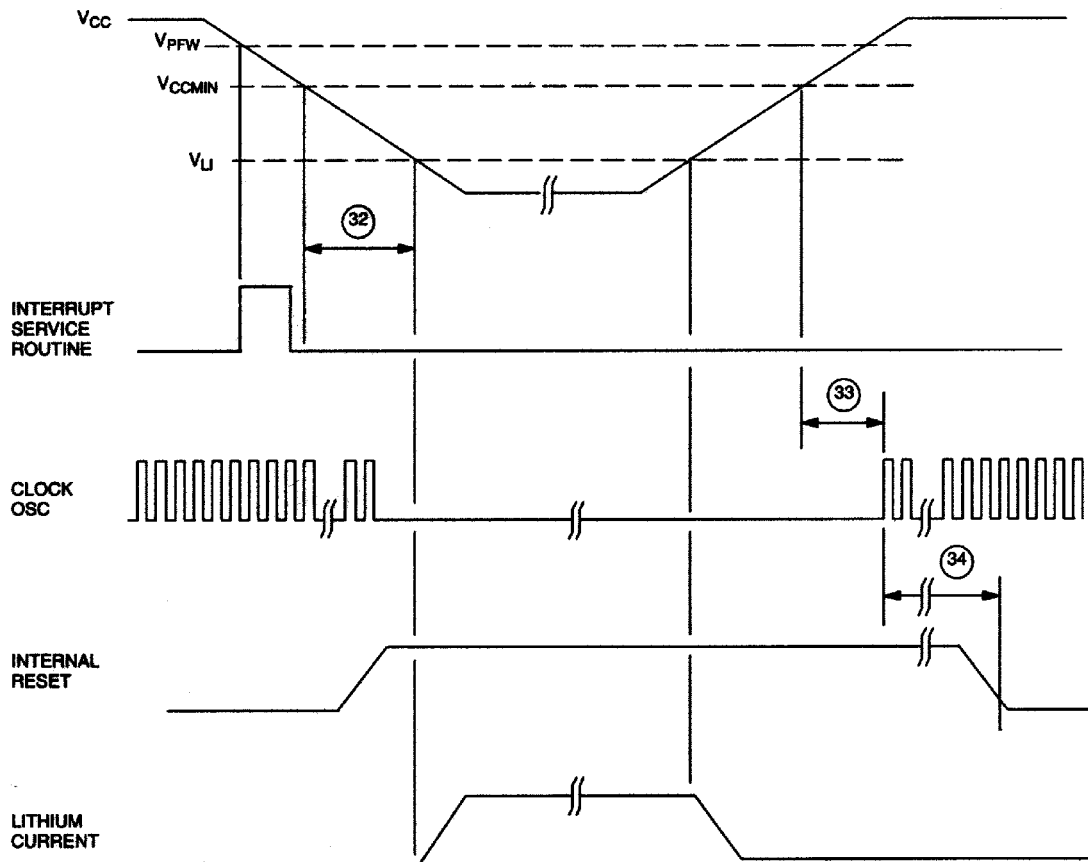 VCC
VPFW
VCCMIN
VLI
32
INTERRUPT
SERVICE
ROUTINE
33
CLOCK
OSC
34
INTERNAL
RESET
LITHIUM
CURRENT